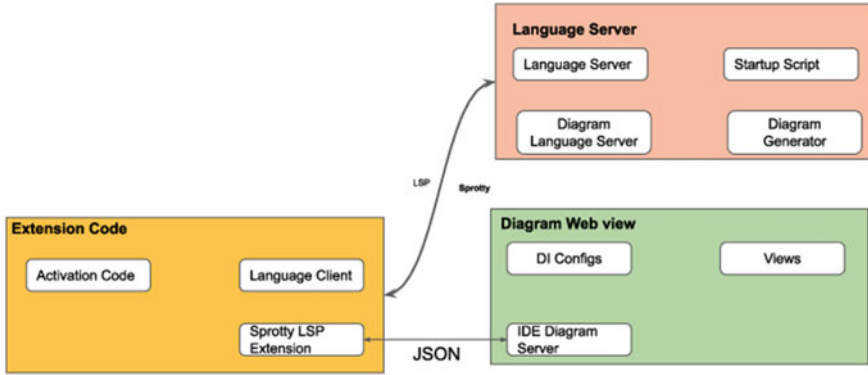 Language Server
Language Server
Startup Script
Diagram
Language Server
Diagram
Generator
LSP
Sprotty
Extension Code
Activation Code
Language Client
Sprotty LSP
Extension
JSON
Diagram Web view
DI Configs
Views
IDE Diagram
Server